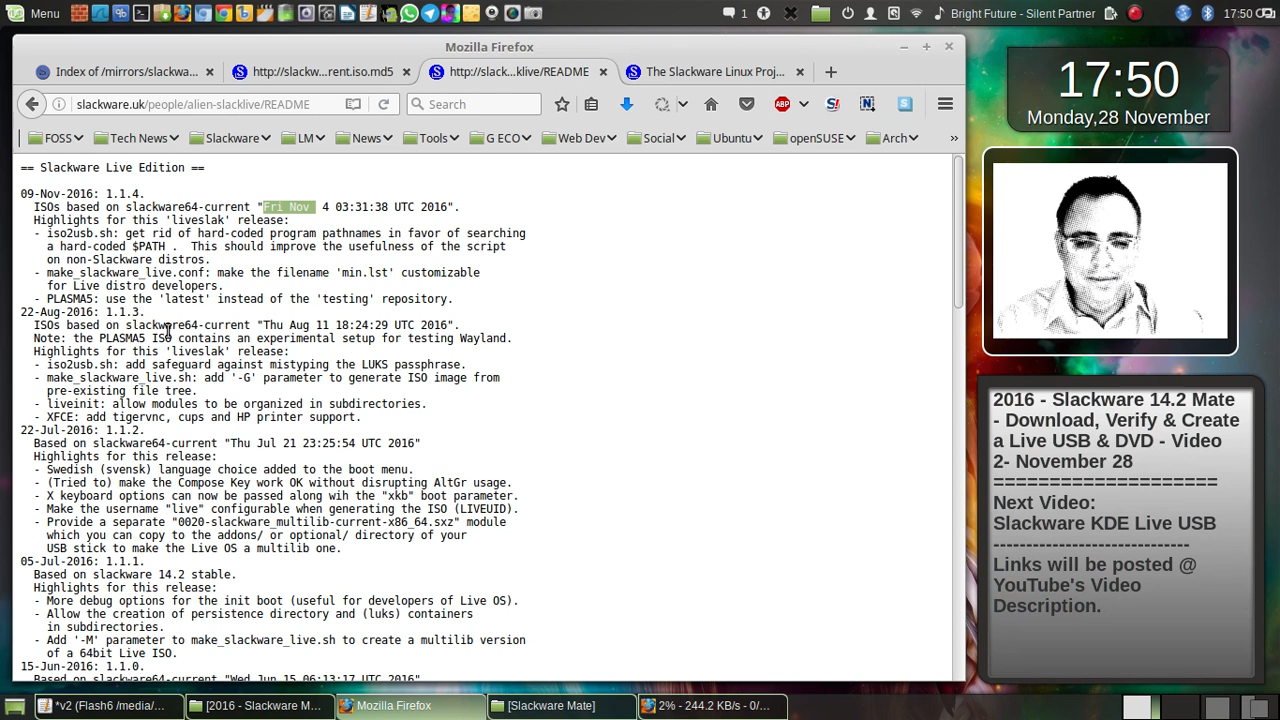 Menu
1
Bright Future - Silent Partner
17:50
Mozilla Firefox
Index of /mirrors/slackwa...
http://slackw...rent.iso.md5
http://slack...klive/README
The Slackware Linux Proj...
slackware.uk/people/alien-slacklive/README
Search
ABP
FOSS
Tech News
Slackware
LM
News
Tools
G ECO
Web Dev
Social
Ubuntu
openSUSE
Arch
»
== Slackware Live Edition ==
09-Nov-2016: 1.1.4.
ISOs based on slackware64-current "Fri Nov  4 03:31:38 UTC 2016".
Highlights for this 'liveslak' release:
- iso2usb.sh: get rid of hard-coded program pathnames in favor of searching
a hard-coded $PATH .  This should improve the usefulness of the script
on non-Slackware distros.
- make_slackware_live.conf: make the filename 'min.lst' customizable
for Live distro developers.
- PLASMA5: use the 'latest' instead of the 'testing' repository.
22-Aug-2016: 1.1.3.
ISOs based on slackware64-current "Thu Aug 11 18:24:29 UTC 2016".
Note: the PLASMA5 ISO contains an experimental setup for testing Wayland.
Highlights for this 'liveslak' release:
- iso2usb.sh: add safeguard against mistyping the LUKS passphrase.
- make_slackware_live.sh: add '-G' parameter to generate ISO image from
pre-existing file tree.
- liveinit: allow modules to be organized in subdirectories.
- XFCE: add tigervnc, cups and HP printer support.
22-Jul-2016: 1.1.2.
Based on slackware64-current "Thu Jul 21 23:25:54 UTC 2016"
Highlights for this release:
- Swedish (svensk) language choice added to the boot menu.
- (Tried to) make the Compose Key work OK without disrupting AltGr usage.
- X keyboard options can now be passed along wih the "xkb" boot parameter.
- Make the username "live" configurable when generating the ISO (LIVEUID).
- Provide a separate "0020-slackware_multilib-current-x86_64.sxz" module
which you can copy to the addons/ or optional/ directory of your
USB stick to make the Live OS a multilib one.
05-Jul-2016: 1.1.1.
Based on slackware 14.2 stable.
Highlights for this release:
- More debug options for the init boot (useful for developers of Live OS).
- Allow the creation of persistence directory and (luks) containers
in subdirectories.
- Add '-M' parameter to make_slackware_live.sh to create a multilib version
of a 64bit Live ISO.
15-Jun-2016: 1.1.0.
Based on slackware64-current "Wed Jun 15 06:13:17 UTC 2016"
17:50
Monday,28 November
2016 - Slackware 14.2 Mate
- Download, Verify & Create
a Live USB & DVD - Video
2- November 28
====================
Next Video:
Slackware KDE Live USB
----------------------------
Links will be posted @
YouTube's Video
Description.
*v2 (Flash6 /media/...
[2016 - Slackware M...
Mozilla Firefox
[Slackware Mate]
2% - 244.2 KB/s - 0/...